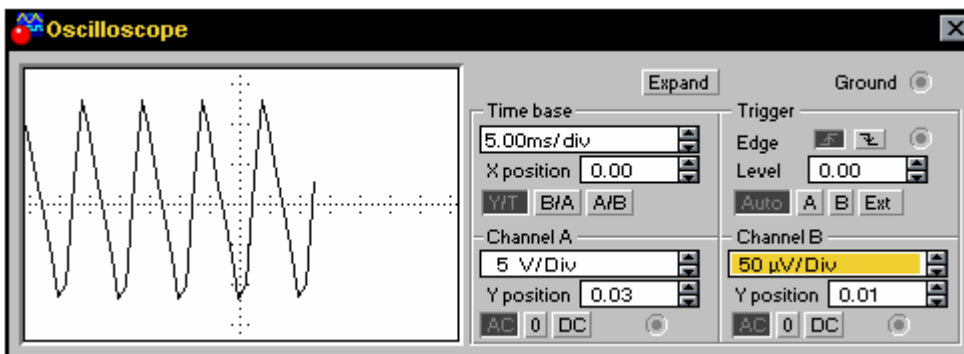 Oscilloscope
Expand Ground
Time base
5.00ms/div
X position 0.00
Y/T B/A A/B
Trigger
Edge
Level 0.00
Auto A B Ext
Channel A
5 V/Div
Y position 0.03
AC 0 DC
Channel B
50 µV/Div
Y position 0.01
AC 0 DC